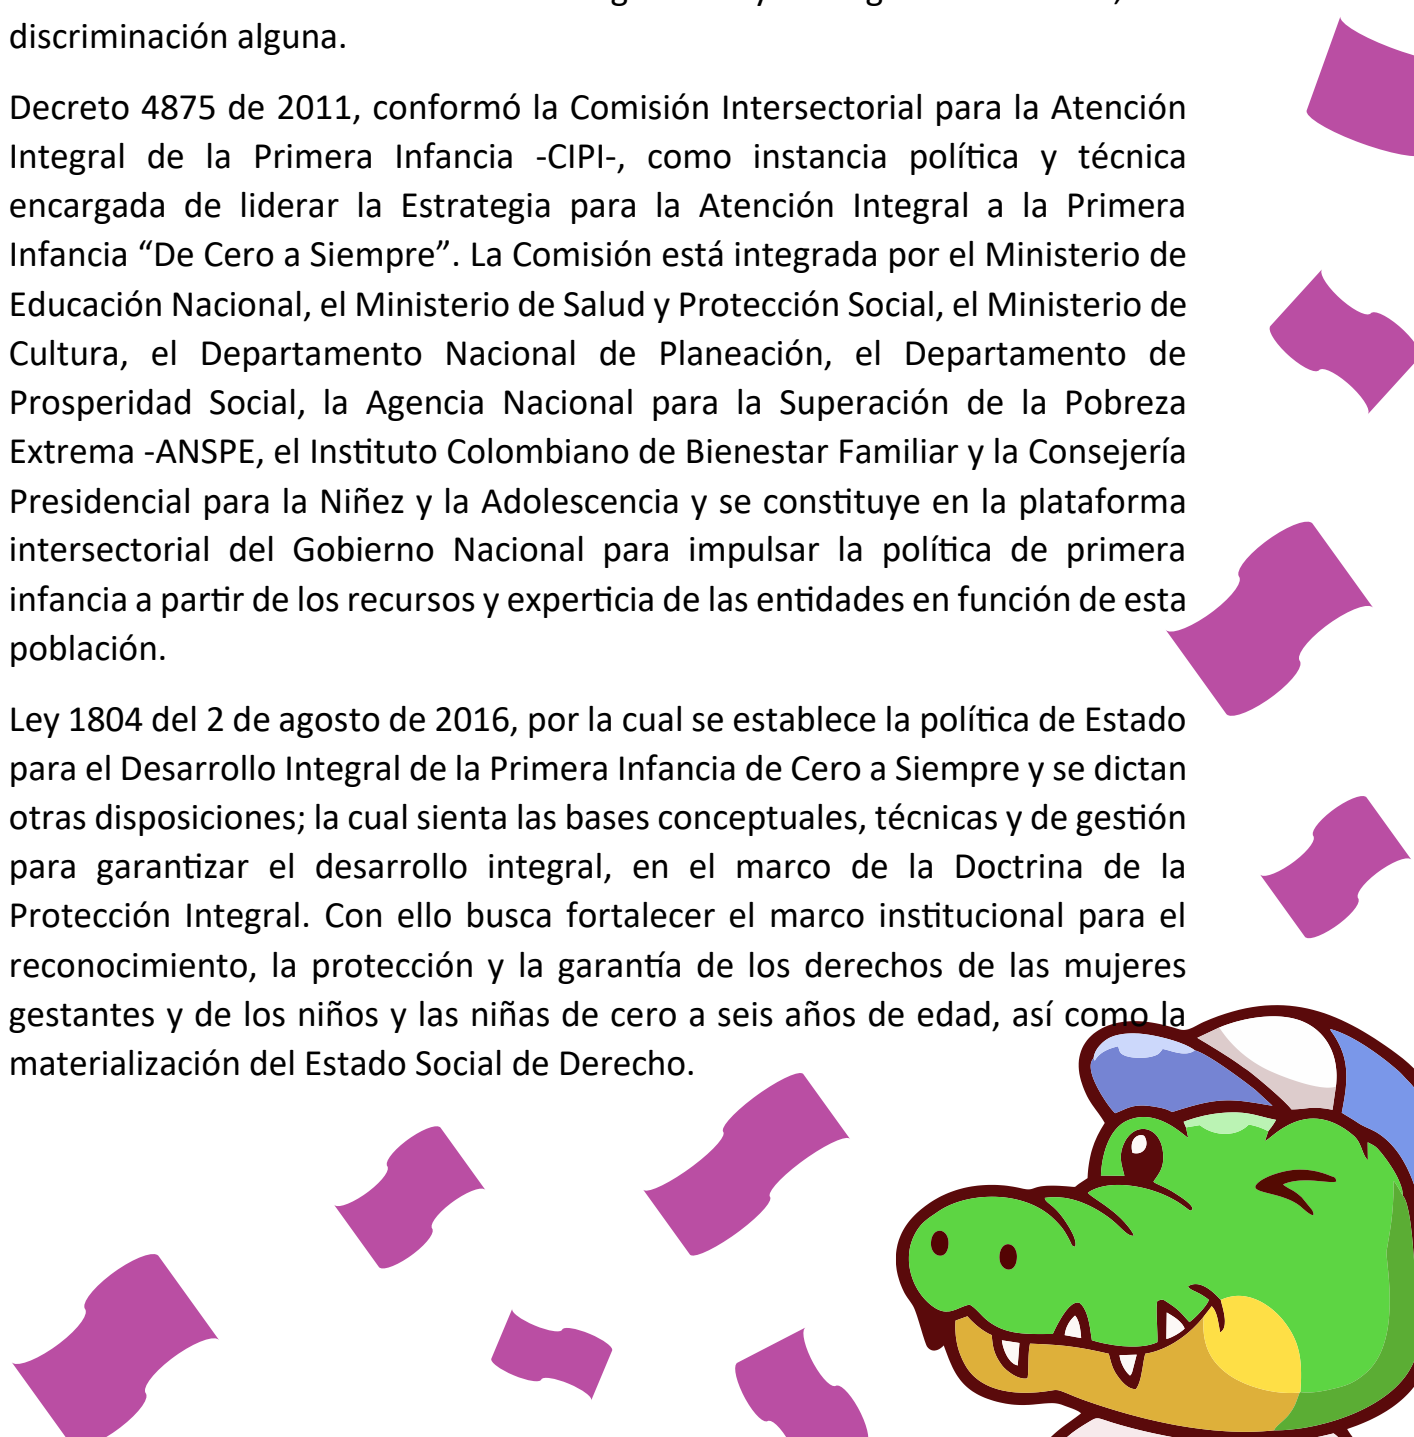 discriminación alguna.
Decreto 4875 de 2011, conformó la Comisión Intersectorial para la Atención
Integral de la Primera Infancia -CIPI-, como instancia política y técnica
encargada de liderar la Estrategia para la Atención Integral a la Primera
Infancia “De Cero a Siempre”. La Comisión está integrada por el Ministerio de
Educación Nacional, el Ministerio de Salud y Protección Social, el Ministerio de
Cultura, el Departamento Nacional de Planeación, el Departamento de
Prosperidad Social, la Agencia Nacional para la Superación de la Pobreza
Extrema -ANSPE, el Instituto Colombiano de Bienestar Familiar y la Consejería
Presidencial para la Niñez y la Adolescencia y se constituye en la plataforma
intersectorial del Gobierno Nacional para impulsar la política de primera
infancia a partir de los recursos y experticia de las entidades en función de esta
población.
Ley 1804 del 2 de agosto de 2016, por la cual se establece la política de Estado
para el Desarrollo Integral de la Primera Infancia de Cero a Siempre y se dictan
otras disposiciones; la cual sienta las bases conceptuales, técnicas y de gestión
para garantizar el desarrollo integral, en el marco de la Doctrina de la
Protección Integral. Con ello busca fortalecer el marco institucional para el
reconocimiento, la protección y la garantía de los derechos de las mujeres
gestantes y de los niños y las niñas de cero a seis años de edad, así como la
materialización del Estado Social de Derecho.